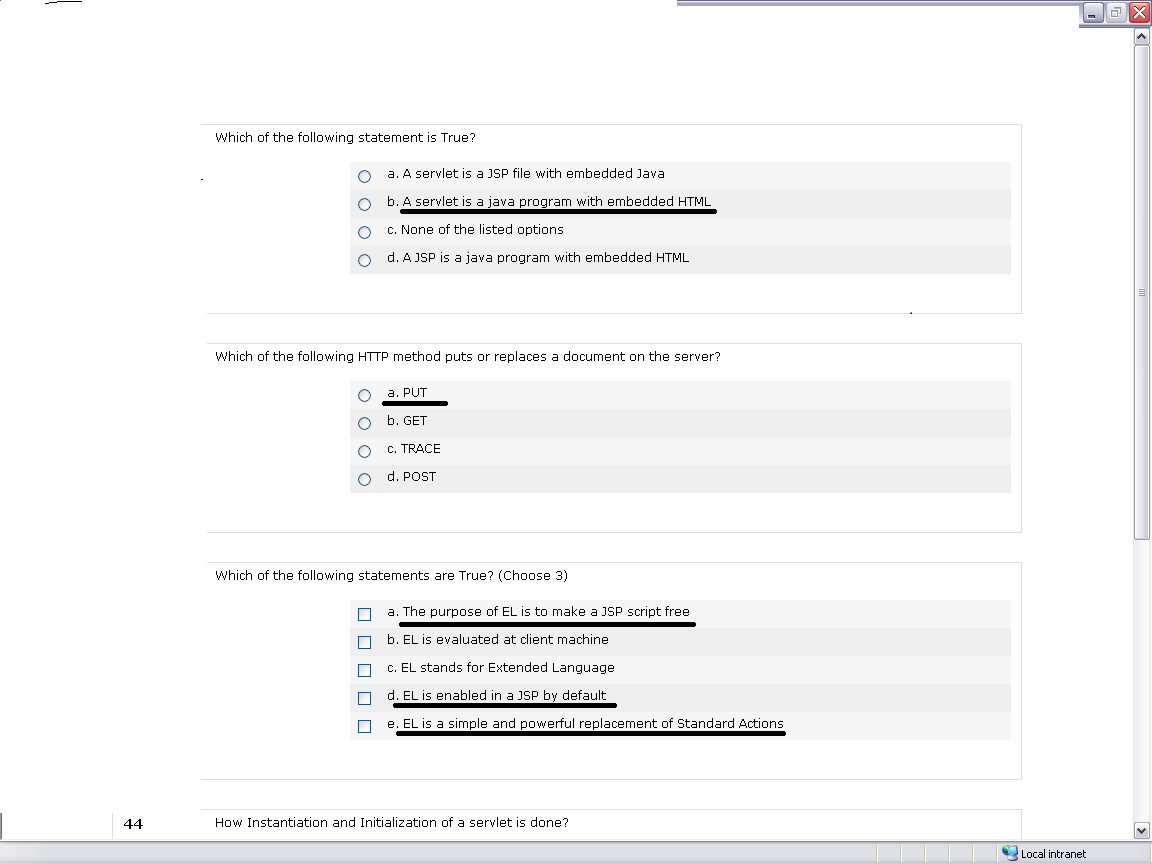 Which of the following statement is True?
a. A servlet is a JSP file with embedded Java
b. A servlet is a java program with embedded HTML
c. None of the listed options
d. A JSP is a java program with embedded HTML
Which of the following HTTP method puts or replaces a document on the server?
a. PUT
b. GET
c. TRACE
d. POST
Which of the following statements are True? (Choose 3)
a. The purpose of EL is to make a JSP script free
b. EL is evaluated at client machine
c. EL stands for Extended Language
d. EL is enabled in a JSP by default
e. EL is a simple and powerful replacement of Standard Actions
44 How Instantiation and Initialization of a servlet is done?
Local intranet